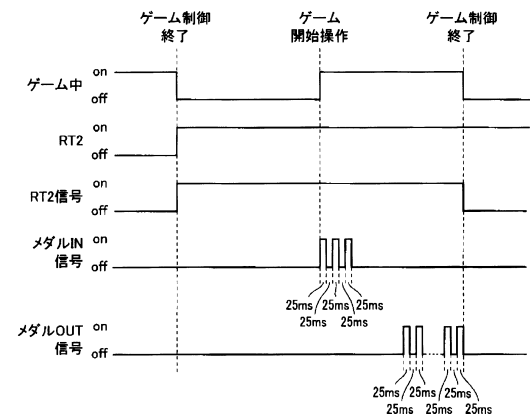 ゲーム制御
終了
ゲーム
開始操作
ゲーム制御
終了
ゲーム中
on
off
RT2
on
off
RT2信号
on
off
メダルIN
信号
on
off
25ms 25ms 25ms
25ms 25ms
メダルOUT
信号
on
off
25ms 25ms 25ms
25ms 25ms 25ms